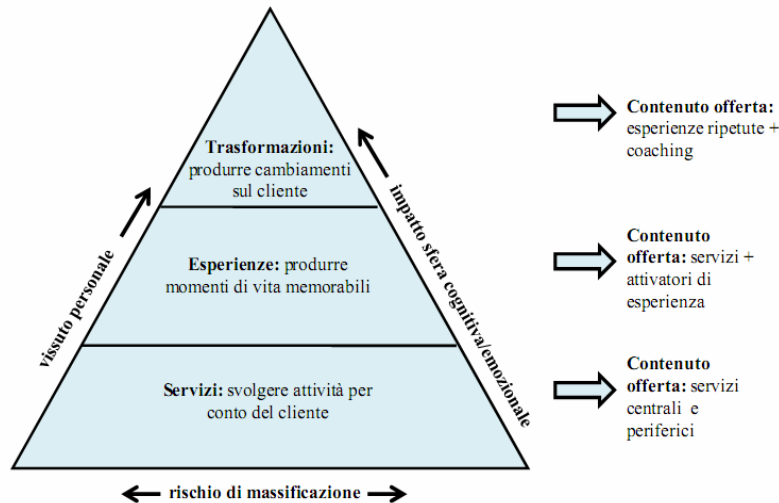 Trasformazioni:
produrre cambiamenti
sul cliente
Contenuto offerta:
esperienze ripetute +
coaching
vissuto personale
impatto sfera cognitiva/emozionale
Esperienze: produrre
momenti di vita memorabili
Contenuto
offerta: servizi +
attivatori di
esperienza
Servizi: svolgere attività per
conto del cliente
Contenuto
offerta: servizi
centrali e
periferici
rischio di massificazione